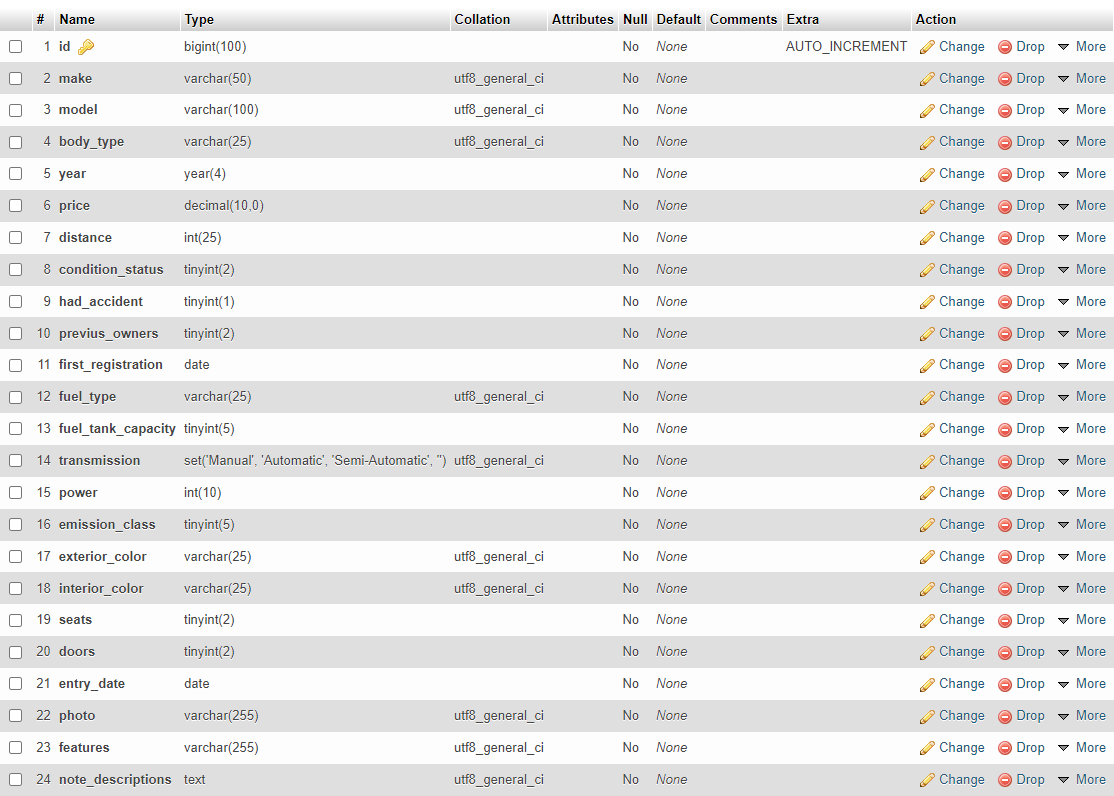 # Name Type Collation Attributes Null Default Comments Extra Action
1 id bigint(100) No None AUTO_INCREMENT Change Drop More
2 make varchar(50) utf8_general_ci No None Change Drop More
3 model varchar(100) utf8_general_ci No None Change Drop More
4 body_type varchar(25) utf8_general_ci No None Change Drop More
5 year year(4) No None Change Drop More
6 price decimal(10,0) No None Change Drop More
7 distance int(25) No None Change Drop More
8 condition_status tinyint(2) No None Change Drop More
9 had_accident tinyint(1) No None Change Drop More
10 previus_owners tinyint(2) No None Change Drop More
11 first_registration date No None Change Drop More
12 fuel_type varchar(25) utf8_general_ci No None Change Drop More
13 fuel_tank_capacity tinyint(5) No None Change Drop More
14 transmission set('Manual', 'Automatic', 'Semi-Automatic', '') utf8_general_ci No None Change Drop More
15 power int(10) No None Change Drop More
16 emission_class tinyint(5) No None Change Drop More
17 exterior_color varchar(25) utf8_general_ci No None Change Drop More
18 interior_color varchar(25) utf8_general_ci No None Change Drop More
19 seats tinyint(2) No None Change Drop More
20 doors tinyint(2) No None Change Drop More
21 entry_date date No None Change Drop More
22 photo varchar(255) utf8_general_ci No None Change Drop More
23 features varchar(255) utf8_general_ci No None Change Drop More
24 note_descriptions text utf8_general_ci No None Change Drop More